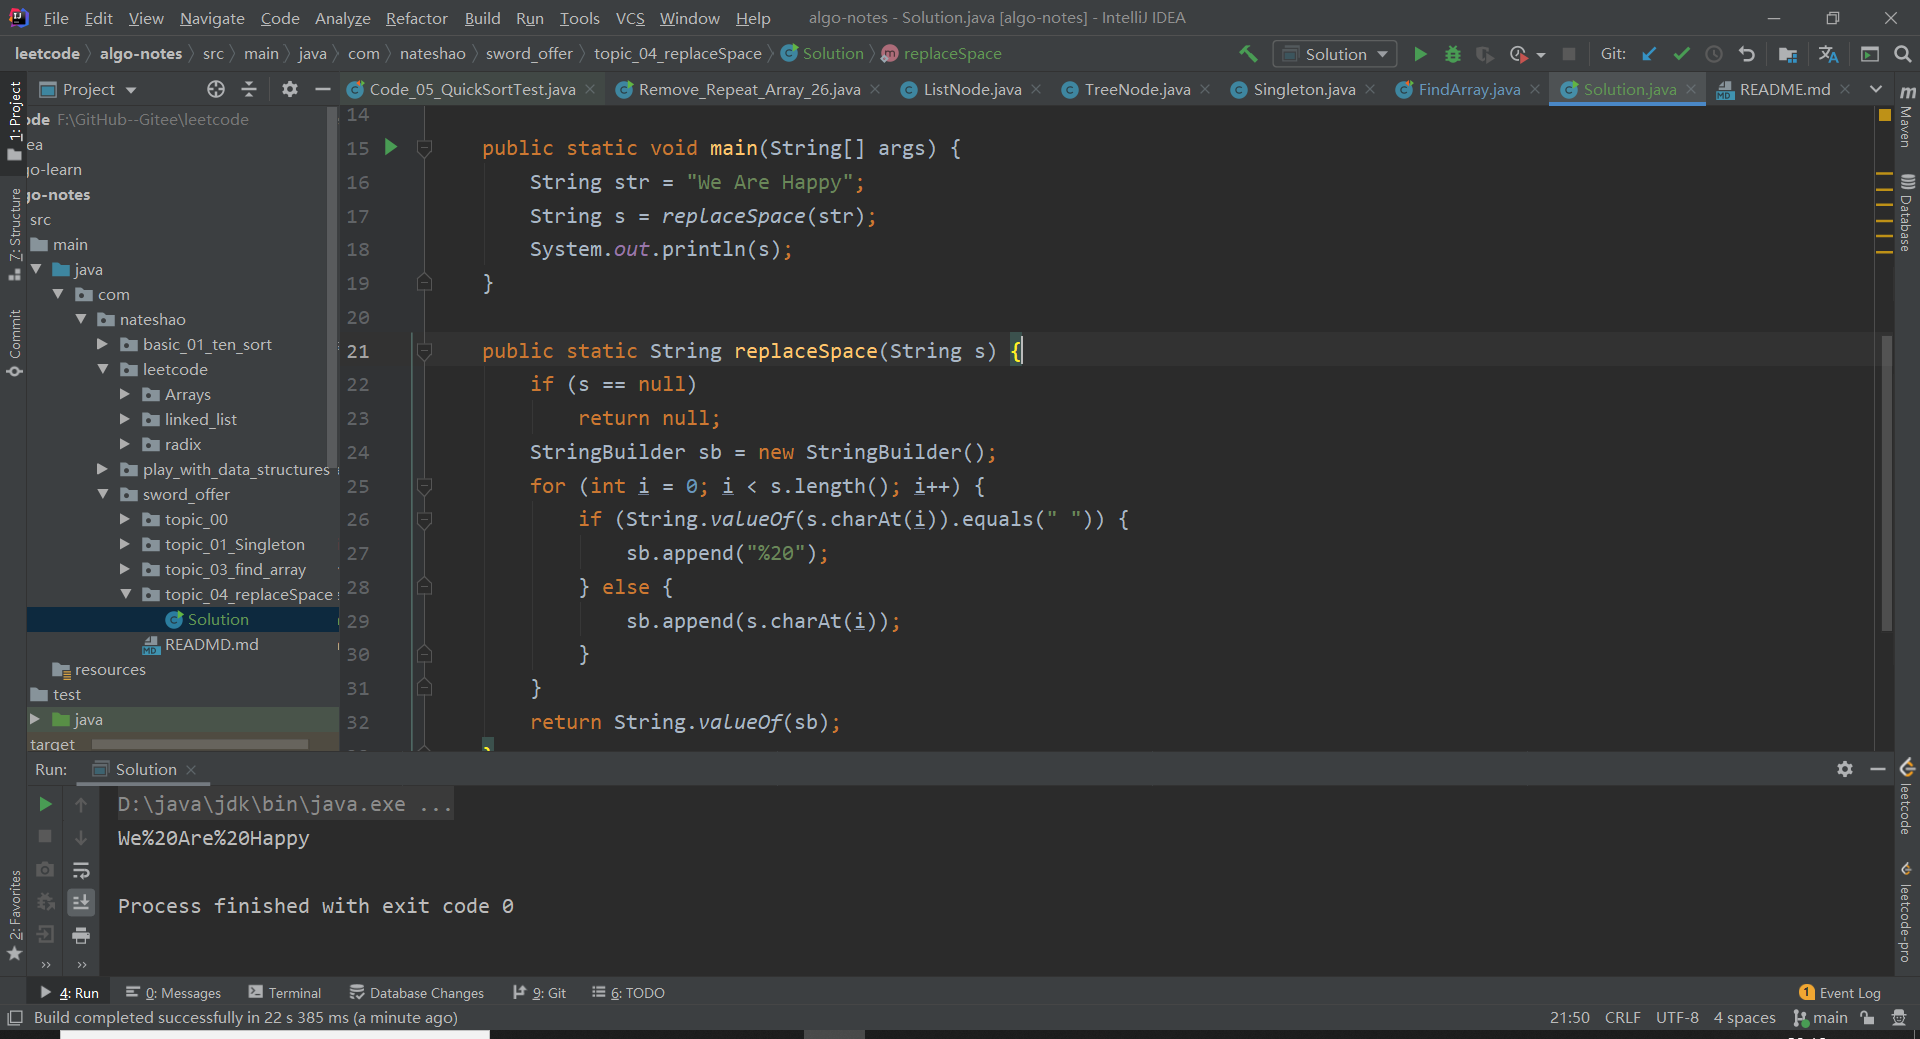 File Edit View Navigate Code Analyze Refactor Build Run Tools VCS Window Help algo-notes - Solution.java [algo-notes] - IntelliJ IDEA
leetcode algo-notes src main java com nateshao sword_offer topic_04_replaceSpace Solution replaceSpace Solution Git:
Project Code_05_QuickSortTest.java Remove_Repeat_Array_26.java ListNode.java TreeNode.java Singleton.java FindArray.java Solution.java README.md
1: Project
7: Structure
Commit
2: Favorites
ode F:\GitHub--Gitee\leetcode
ea
go-learn
go-notes
src
main
java
com
nateshao
basic_01_ten_sort
leetcode
Arrays
linked_list
radix
play_with_data_structures
sword_offer
topic_00
topic_01_Singleton
topic_03_find_array
topic_04_replaceSpace
Solution
READMD.md
resources
test
java
target
14
15 public static void main(String[] args) {
16 String str = "We Are Happy";
17 String s = replaceSpace(str);
18 System.out.println(s);
19 }
20
21 public static String replaceSpace(String s) {
22 if (s == null)
23 return null;
24 StringBuilder sb = new StringBuilder();
25 for (int i = 0; i < s.length(); i++) {
26 if (String.valueOf(s.charAt(i)).equals(" ")) {
27 sb.append("%20");
28 } else {
29 sb.append(s.charAt(i));
30 }
31 }
32 return String.valueOf(sb);
Maven
Database
leetcode
leetcode-pro
Run: Solution
D:\java\jdk\bin\java.exe ...
We%20Are%20Happy
Process finished with exit code 0
4: Run 0: Messages Terminal Database Changes 9: Git 6: TODO 1 Event Log
Build completed successfully in 22 s 385 ms (a minute ago) 21:50 CRLF UTF-8 4 spaces main